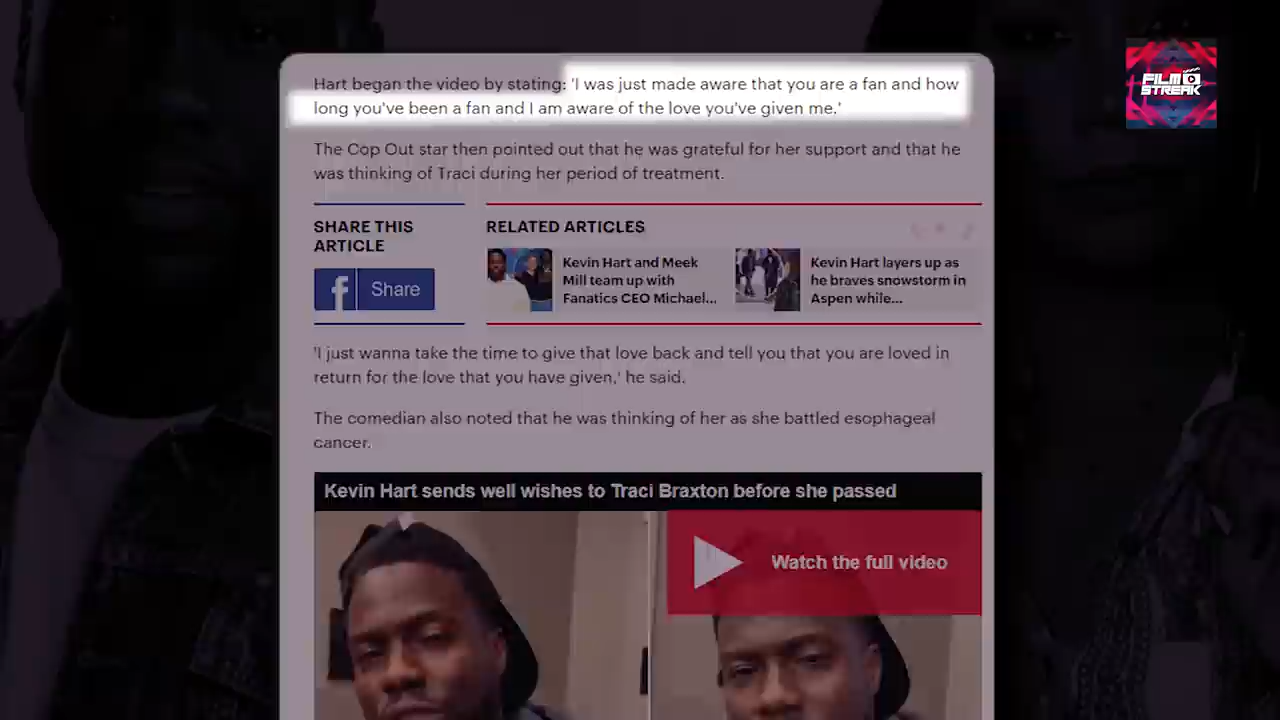 Hart began the video by stating: 'I was just made aware that you are a fan and how
long you've been a fan and I am aware of the love you've given me.'
FILM
STREAK
The Cop Out star then pointed out that he was grateful for her support and that he
was thinking of Traci during her period of treatment.
SHARE THIS
ARTICLE
f Share
RELATED ARTICLES
Kevin Hart and Meek
Mill team up with
Fanatics CEO Michael...
Kevin Hart layers up as
he braves snowstorm in
Aspen while...
'I just wanna take the time to give that love back and tell you that you are loved in
return for the love that you have given,' he said.
The comedian also noted that he was thinking of her as she battled esophageal
cancer.
Kevin Hart sends well wishes to Traci Braxton before she passed
Watch the full video